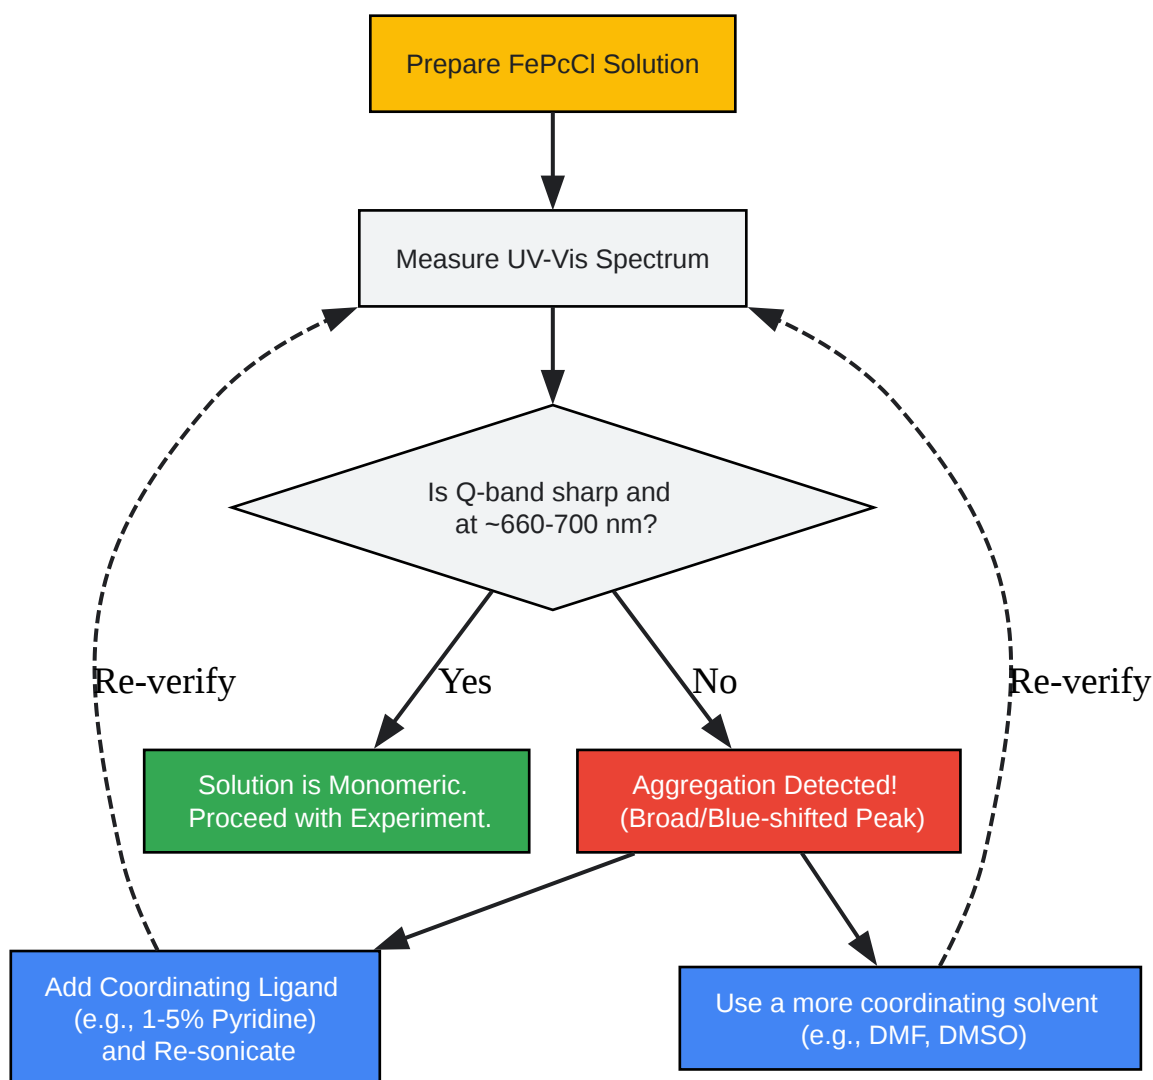 Prepare FePcCl Solution
Measure UV-Vis Spectrum
Is Q-band sharp and
at ~660-700 nm?
Re-verify
Yes
No
Re-verify
Solution is Monomeric.
Proceed with Experiment.
Aggregation Detected!
(Broad/Blue-shifted Peak)
Add Coordinating Ligand
(e.g., 1-5% Pyridine)
and Re-sonicate
Use a more coordinating solvent
(e.g., DMF, DMSO)